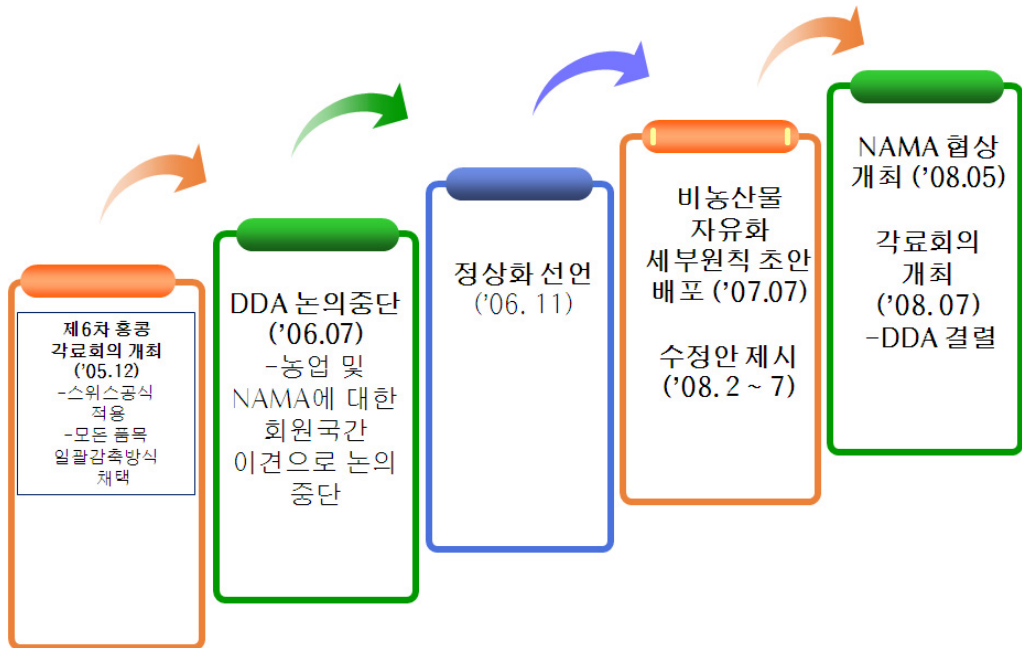 제6차 홍콩
각료회의 개최
('05.12)
-스위스공식
적용
-모든 품목
일괄감축방식
채택
DDA 논의중단
('06.07)
-농업 및
NAMA에 대한
회원국간
이견으로 논의
중단
정상화 선언
('06. 11)
비농산물
자유화
세부원칙 초안
배포 ('07.07)
수정안 제시
('08. 2 ~ 7)
NAMA 협상
개최 ('08.05)
각료회의
개최
('08.07)
-DDA 결렬